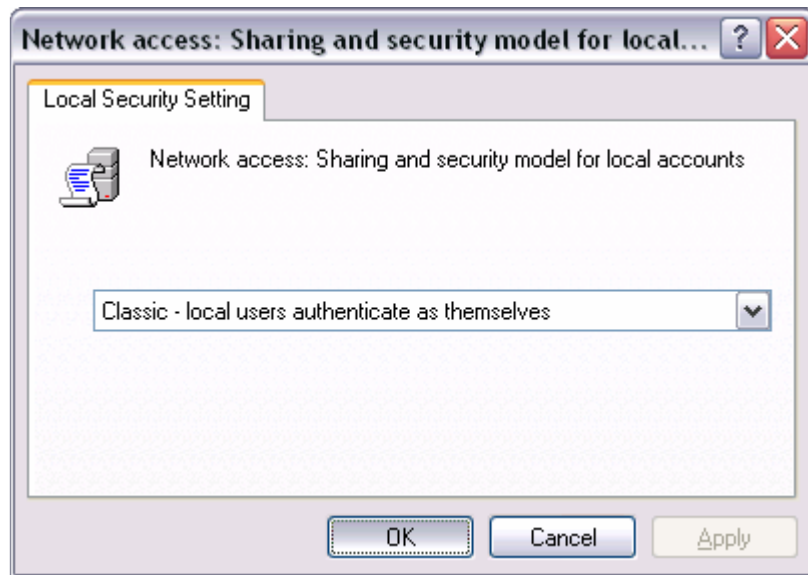 Network access: Sharing and security model for local...
Local Security Setting
Network access: Sharing and security model for local accounts
Classic - local users authenticate as themselves
OK Cancel Apply